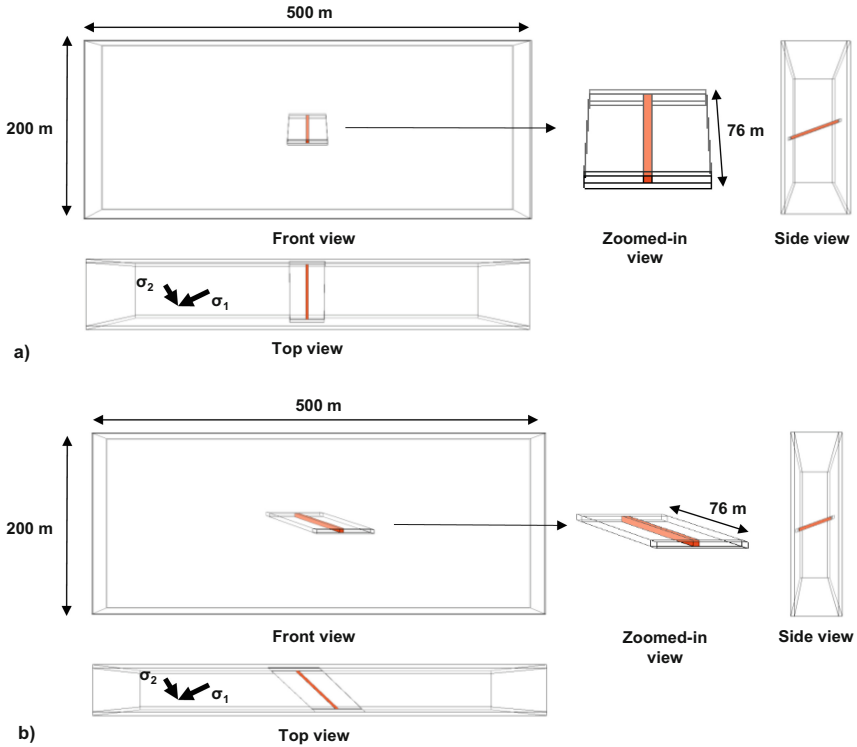 500 m
200 m
76 m
Front view
Zoomed-in
view
Side view
σ2
σ1
Top view
a)
500 m
200 m
76 m
Front view
Zoomed-in
view
Side view
σ2
σ1
Top view
b)